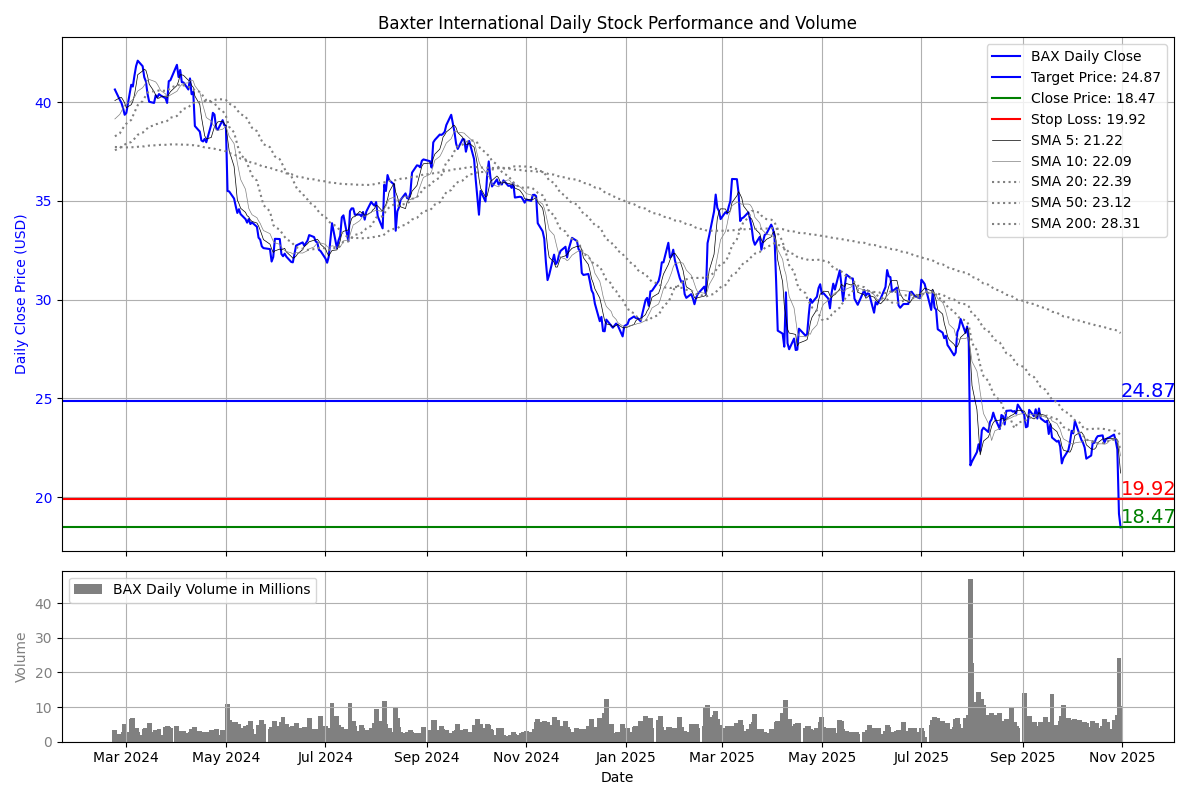 Baxter International Daily Stock Performance and Volume
Daily Close Price (USD)
40
35
30
25
20
BAX Daily Close
Target Price: 24.87
Close Price: 18.47
Stop Loss: 19.92
SMA 5: 21.22
SMA 10: 22.09
SMA 20: 22.39
SMA 50: 23.12
SMA 200: 28.31
24.87
19.92
18.47
BAX Daily Volume in Millions
Volume
40
30
20
10
0
Mar 2024 May 2024 Jul 2024 Sep 2024 Nov 2024 Jan 2025 Mar 2025 May 2025 Jul 2025 Sep 2025 Nov 2025
Date